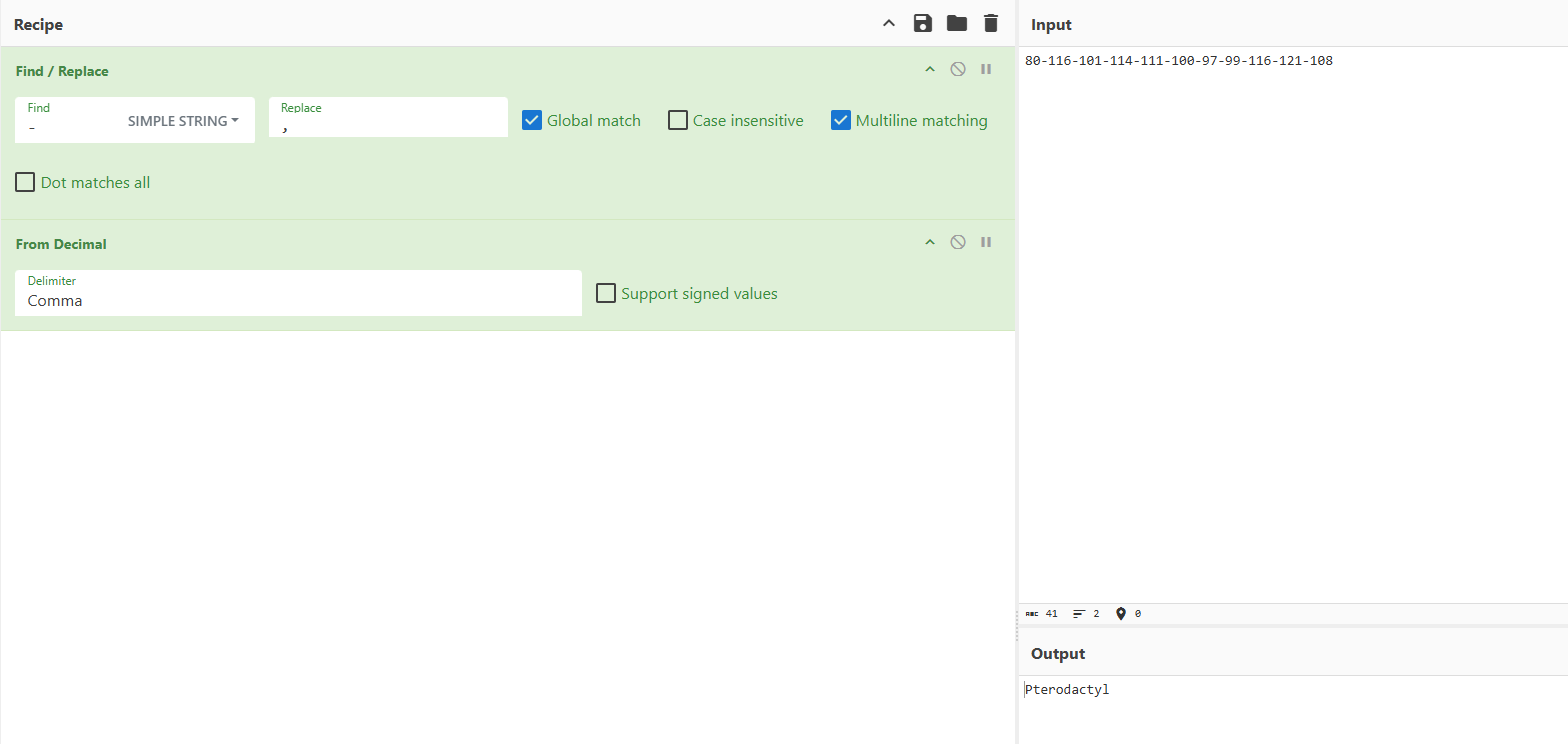 Recipe
Find / Replace
Find
-
SIMPLE STRING
Replace
,
Global match
Case insensitive
Multiline matching
Dot matches all
From Decimal
Delimiter
Comma
Support signed values
Input
80-116-101-114-111-100-97-99-116-121-108
ABC 41 2 0
Output
Pterodactyl